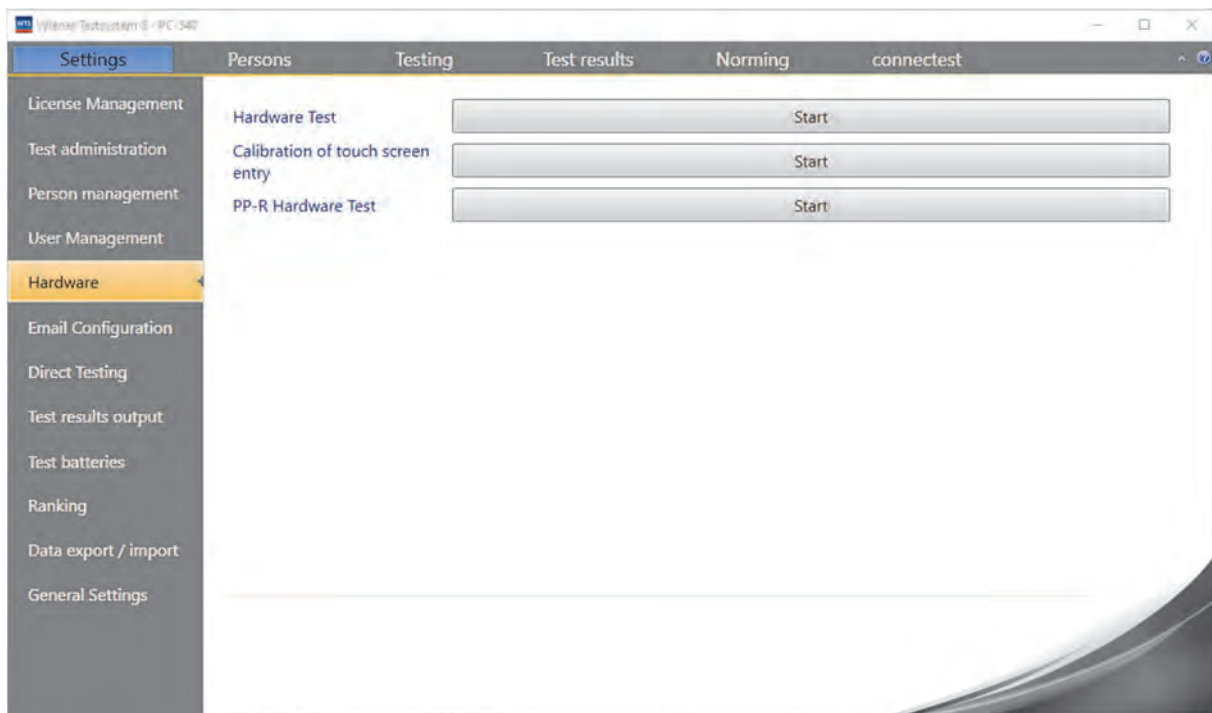 Settings Persons Testing Test results Norming connectest
License Management
Test administration
Person management
User Management
Hardware
Email Configuration
Direct Testing
Test results output
Test batteries
Ranking
Data export / import
General Settings
Hardware Test Start
Calibration of touch screen
entry Start
PP-R Hardware Test Start